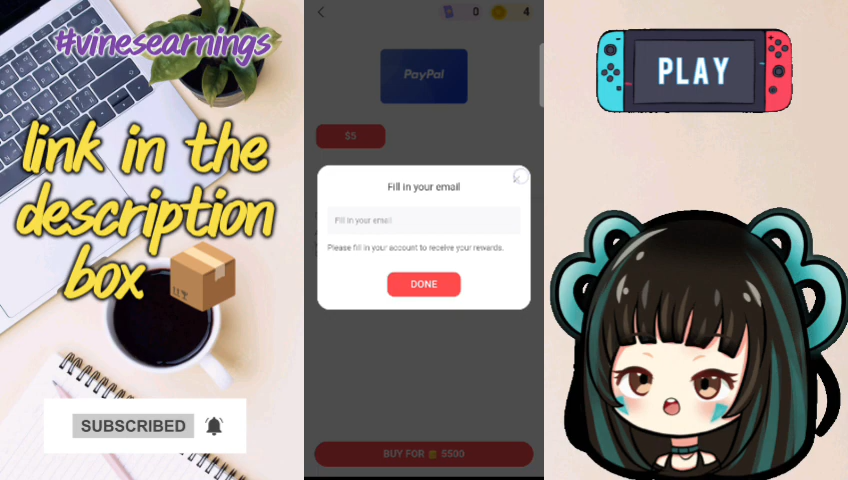 #vinesearnings
link in the
description
box
SUBSCRIBED
0
4
PayPal
$5
Fill in your email
Fill in your email
Please fill in your account to receive your rewards.
DONE
BUY FOR $500
PLAY